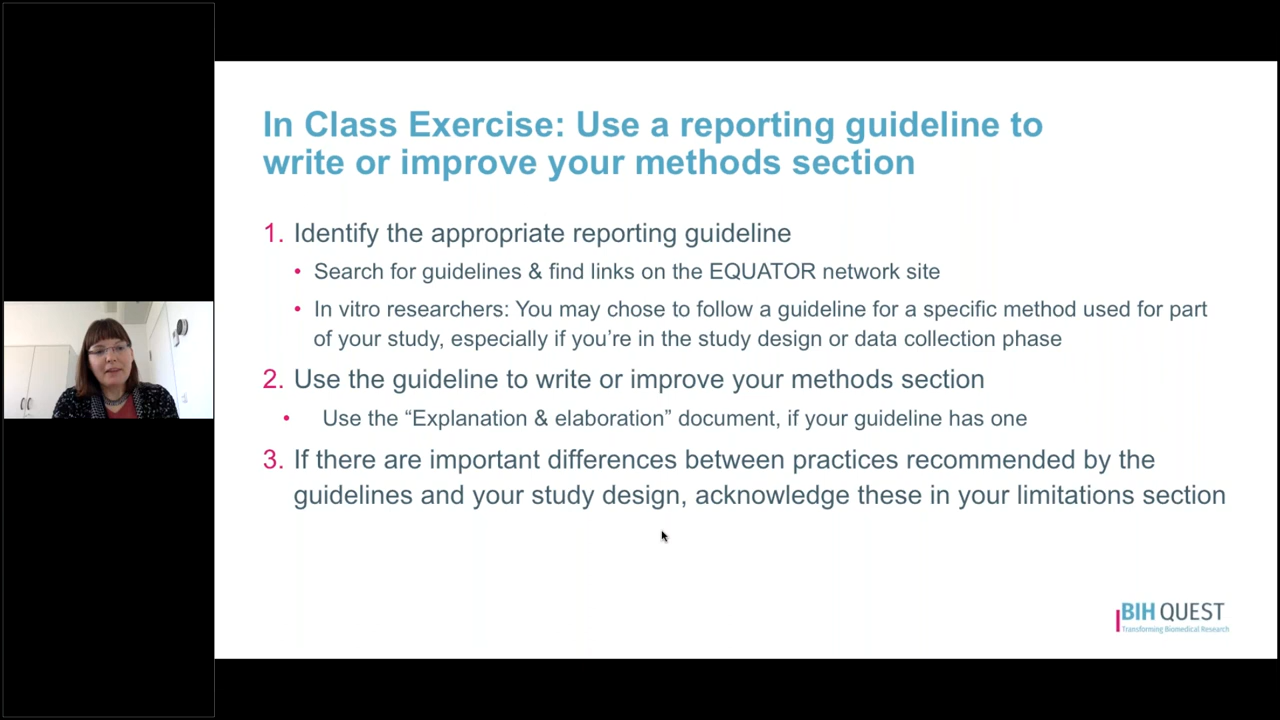 In Class Exercise: Use a reporting guideline to
write or improve your methods section
1. Identify the appropriate reporting guideline
• Search for guidelines & find links on the EQUATOR network site
• In vitro researchers: You may chose to follow a guideline for a specific method used for part
of your study, especially if you’re in the study design or data collection phase
2. Use the guideline to write or improve your methods section
• Use the “Explanation & elaboration” document, if your guideline has one
3. If there are important differences between practices recommended by the
guidelines and your study design, acknowledge these in your limitations section
BIH QUEST
Transforming Biomedical Research